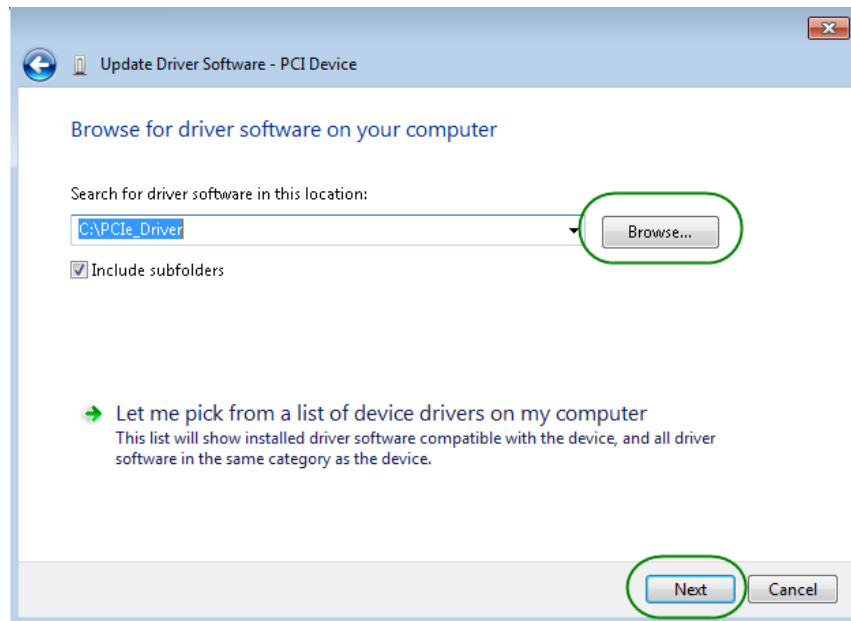 Update Driver Software - PCI Device
Browse for driver software on your computer
Search for driver software in this location:
C:\PCIe_Driver
Browse...
Include subfolders
Let me pick from a list of device drivers on my computer
This list will show installed driver software compatible with the device, and all driver
software in the same category as the device.
Next
Cancel